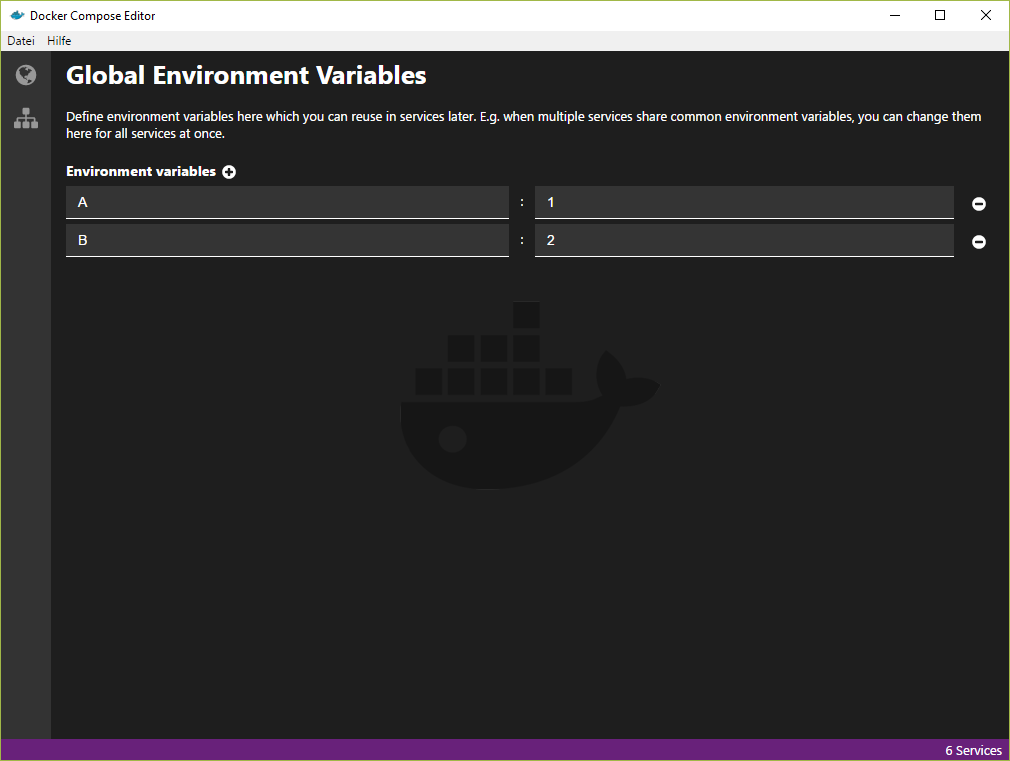 Docker Compose Editor
Datei Hilfe
Global Environment Variables
Define environment variables here which you can reuse in services later. E.g. when multiple services share common environment variables, you can change them
here for all services at once.
Environment variables
A : 1
B : 2
6 Services